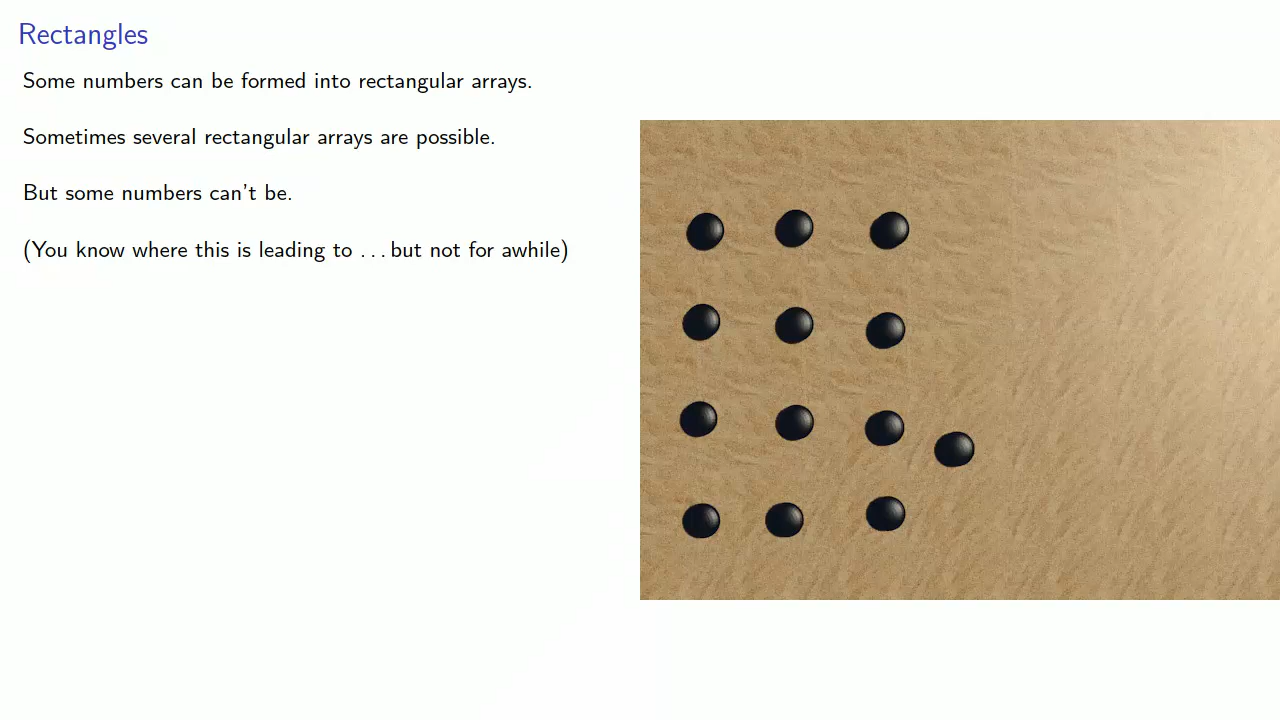 Rectangles
Some numbers can be formed into rectangular arrays.
Sometimes several rectangular arrays are possible.
But some numbers can't be.
(You know where this is leading to ... but not for awhile)